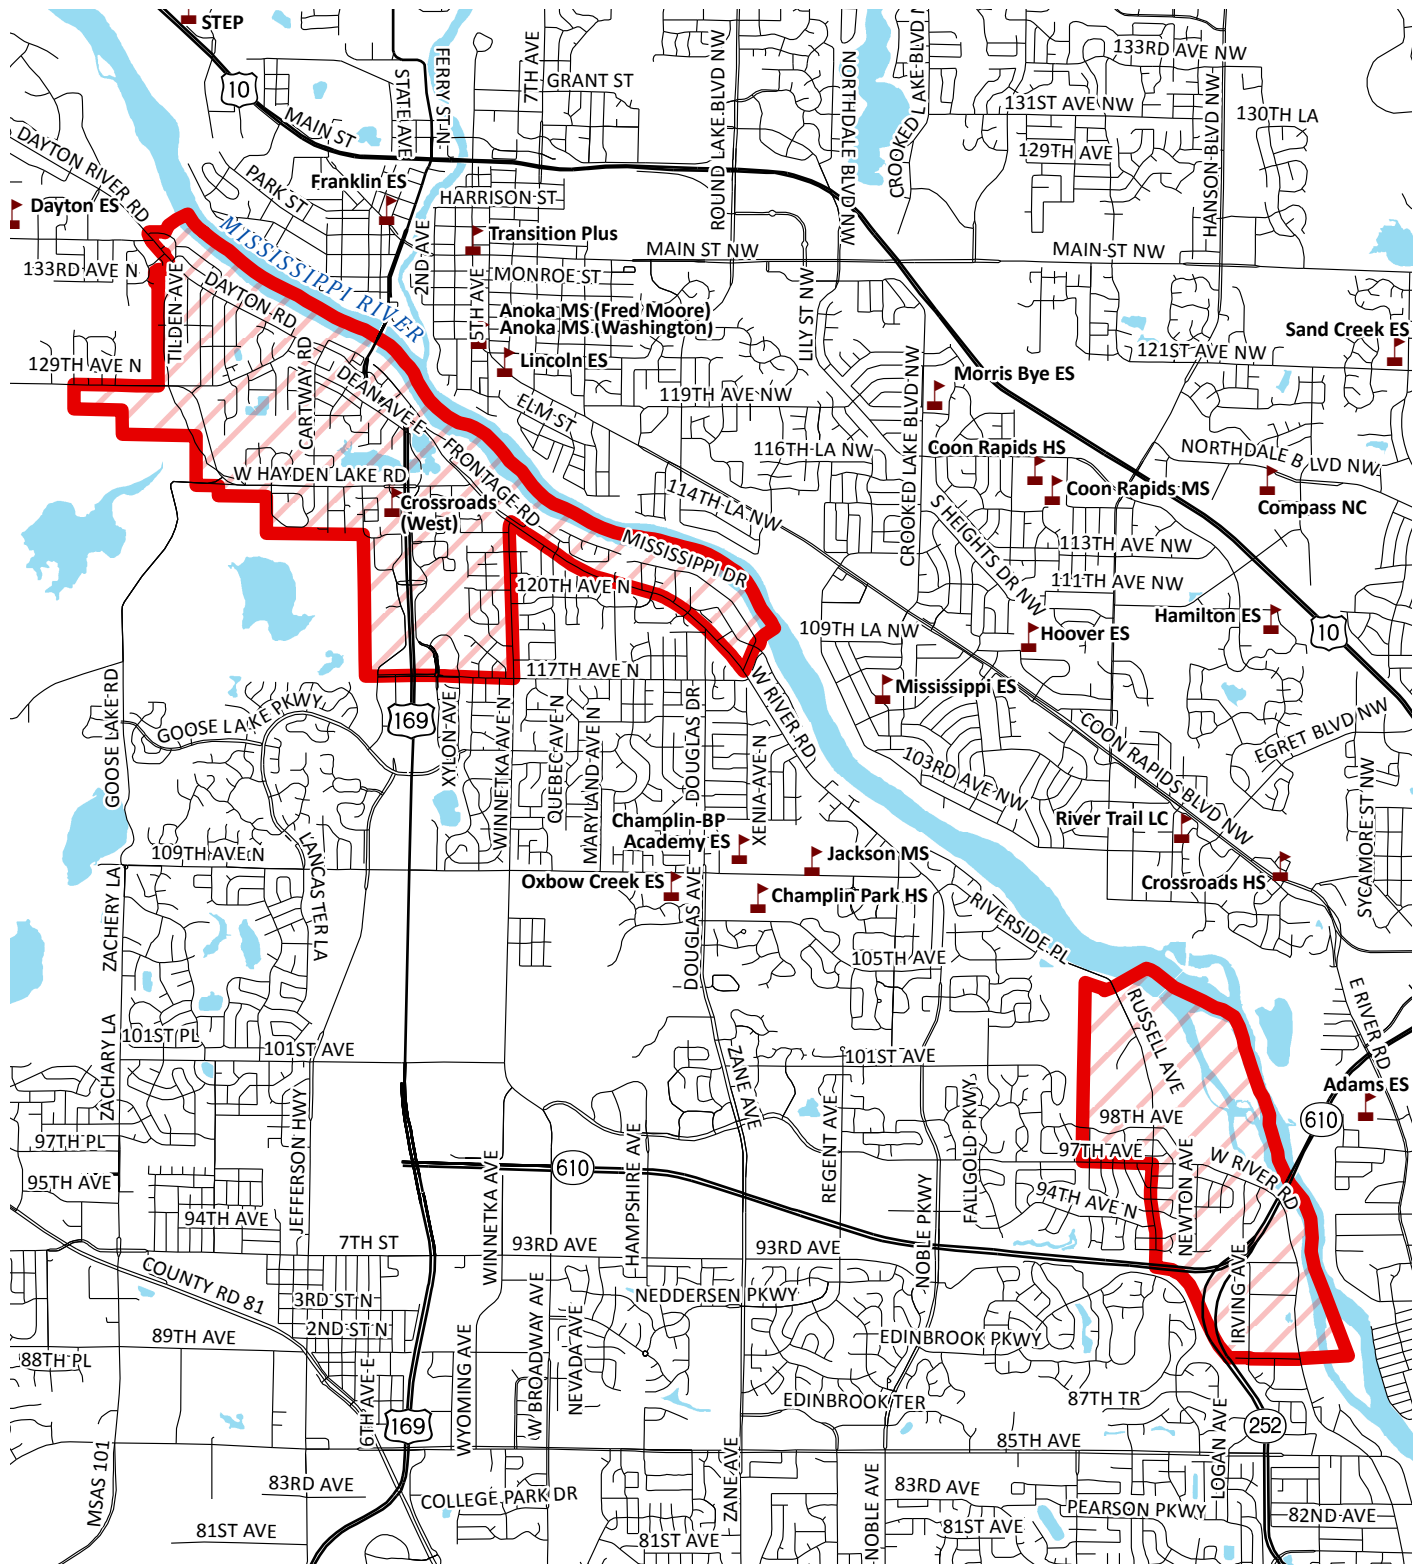 STEP
10
MAIN ST
STATE AVE
FERRY ST N
7TH AVE
GRANT ST
ROUND LAKE BLVD NW
NORTHDALE BLVD NW
CROOKED LAKE BLVD N
133RD AVE NW
131ST AVE NW
129TH AVE
HANSON BLVD NW
130TH LA
DAYTON RIVER RD
PARK ST
Franklin ES
HARRISON ST
Dayton ES
2ND AVE
Transition Plus
MAIN ST NW
MAIN ST NW
MISSISSIPPI RIVER
133RD AVE N
TILDEN AVE
DAYTON RD
MONROE ST
5TH AVE
Anoka MS (Fred Moore)
Anoka MS (Washington)
LILY ST NW
Sand Creek ES
121ST AVE NW
129TH AVE N
CARTWAY RD
DEAN AVE E
Lincoln ES
ELM ST
119TH AVE NW
CROOKED LAKE BLVD NW
Morris Bye ES
116TH LA NW
Coon Rapids HS
NORTHDALE B LVD NW
W HAYDEN LAKE RD
FRONTAGE RD
114TH LA NW
Coon Rapids MS
Compass NC
Crossroads
(West)
S HEIGHTS DR NW
MISSISSIPPI DR
113TH AVE NW
111TH AVE NW
120TH AVE N
109TH LA NW
Hoover ES
Hamilton ES
10
117TH AVE N
W RIVER RD
Mississippi ES
GOOSE LAKE RD
GOOSE LAKE PKWY
169
XYLON AVE
WINNETKA AVE N
QUEBEC AVE N
MARYLAND AVE N
DOUGLAS DR
XENIA AVE N
COON RAPIDS BLVD NW
EGRET BLVD NW
103RD AVE NW
SYCAMORE ST NW
River Trail LC
Champlin-BP
Academy ES
109TH AVE N
LANCAS TER LA
Jackson MS
Crossroads HS
Oxbow Creek ES
Champlin Park HS
DOUGLAS AVE
ZACHERY LA
RIVERSIDE PL
105TH AVE
E RIVER RD
RUSSELL AVE
101ST PL
101ST AVE
101ST AVE
ZACHARY LA
JEFFERSON HWY
ZANE AVE
Adams ES
97TH PL
HAMPSHIRE AVE
REGENT AVE
FALLGOLD PKWY
98TH AVE
97TH AVE
610
W RIVER RD
NEWTON AVE
95TH AVE
610
94TH AVE
WINNETKA AVE
NOBLE PKWY
94TH AVE N
7TH ST
93RD AVE
93RD AVE
COUNTY RD 81
3RD ST N
2ND ST N
NEDDERSEN PKWY
IRVING AVE
89TH AVE
88TH PL
6TH AVE E
WYOMING AVE
W BROADWAY AVE
NEVADA AVE
EDINBROOK PKWY
EDINBROOK TER
87TH TR
169
252
MSAS 101
85TH AVE
LOGAN AVE
83RD AVE
COLLEGE PARK DR
ZANE AVE
NOBLE AVE
83RD AVE
PEARSON PKWY
82ND AVE
81ST AVE
81ST AVE
81ST AVE